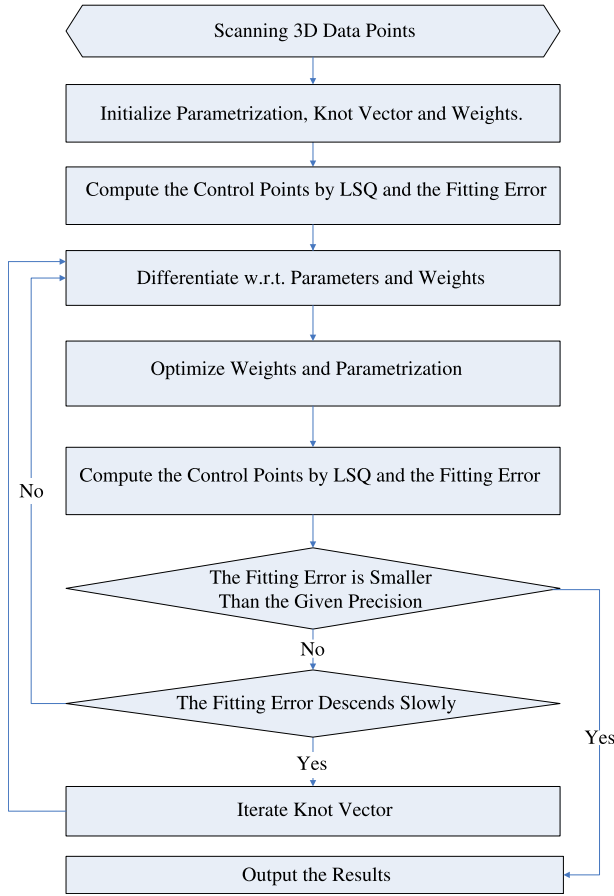 Scanning 3D Data Points
Initialize Parametrization, Knot Vector and Weights.
Compute the Control Points by LSQ and the Fitting Error
Differentiate w.r.t. Parameters and Weights
Optimize Weights and Parametrization
Compute the Control Points by LSQ and the Fitting Error
No
The Fitting Error is Smaller
Than the Given Precision
No
The Fitting Error Descends Slowly
Yes
Yes
Iterate Knot Vector
Output the Results